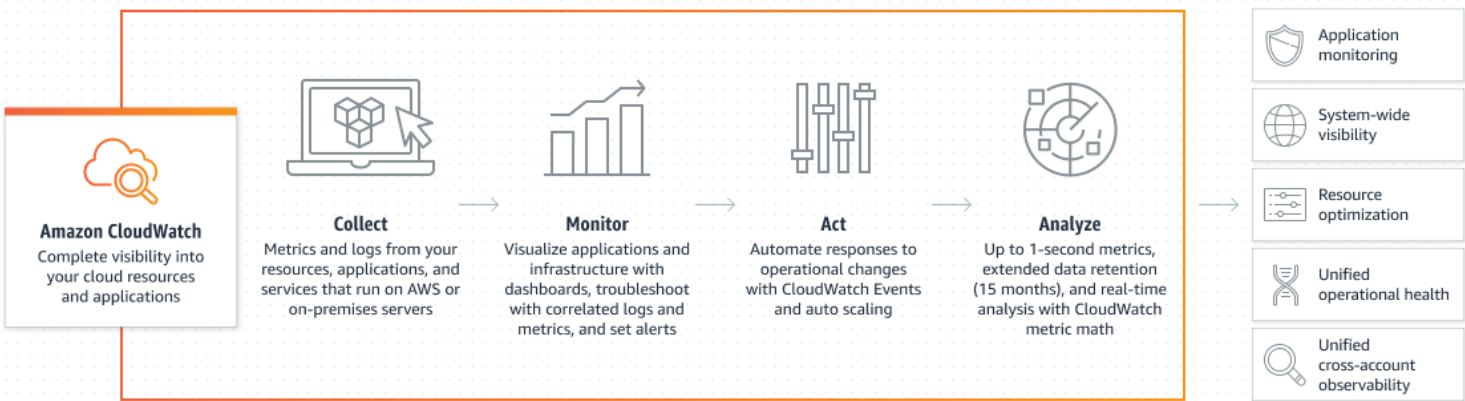 Amazon CloudWatch
Complete visibility into
your cloud resources
and applications
Collect
Metrics and logs from your
resources, applications, and
services that run on AWS or
on-premises servers
Monitor
Visualize applications and
infrastructure with
dashboards, troubleshoot
with correlated logs and
metrics, and set alerts
Act
Automate responses to
operational changes
with CloudWatch Events
and auto scaling
Analyze
Up to 1-second metrics,
extended data retention
(15 months), and real-time
analysis with CloudWatch
metric math
Application
monitoring
System-wide
visibility
Resource
optimization
Unified
operational health
Unified
cross-account
observability